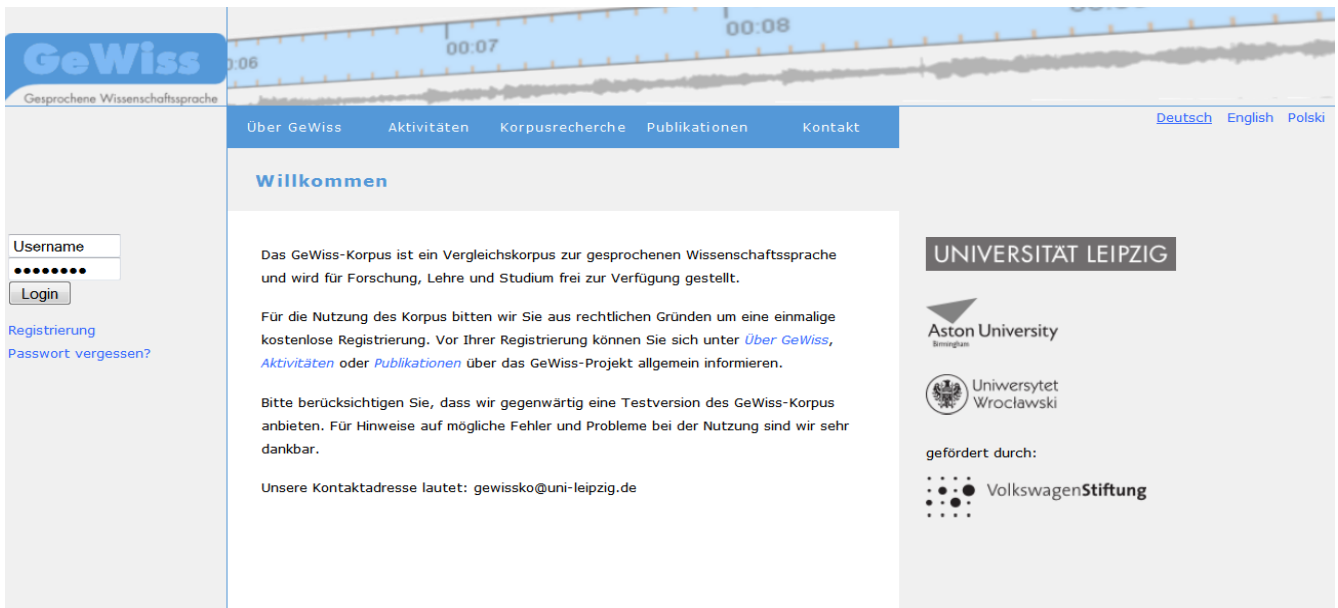 00:08
00:07
0:06
GeWiss
Gesprochene Wissenschaftssprache
Über GeWiss Aktivitäten Korpusrecherche Publikationen Kontakt
Deutsch English Polski
Willkommen
Username
Login
Registrierung
Passwort vergessen?
Das GeWiss-Korpus ist ein Vergleichskorpus zur gesprochenen Wissenschaftssprache
und wird für Forschung, Lehre und Studium frei zur Verfügung gestellt.
Für die Nutzung des Korpus bitten wir Sie aus rechtlichen Gründen um eine einmalige
kostenlose Registrierung. Vor Ihrer Registrierung können Sie sich unter Über GeWiss,
Aktivitäten oder Publikationen über das GeWiss-Projekt allgemein informieren.
Bitte berücksichtigen Sie, dass wir gegenwärtig eine Testversion des GeWiss-Korpus
anbieten. Für Hinweise auf mögliche Fehler und Probleme bei der Nutzung sind wir sehr
dankbar.
Unsere Kontaktadresse lautet: gewissko@uni-leipzig.de
UNIVERSITÄT LEIPZIG
Aston University
Birmingham
Uniwersytet
Wrocławski
gefördert durch:
VolkswagenStiftung